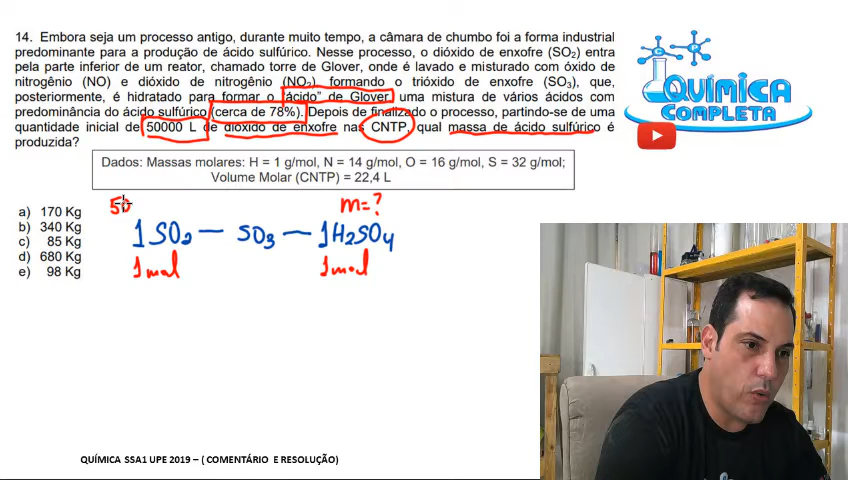 14. Embora seja um processo antigo, durante muito tempo, a câmara de chumbo foi a forma industrial
predominante para a produção de ácido sulfúrico. Nesse processo, o dióxido de enxofre (SO₂) entra
pela parte inferior de um reator, chamado torre de Glover, onde é lavado e misturado com óxido de
nitrogênio (NO) e dióxido de nitrogênio (NO₂), formando o trióxido de enxofre (SO₃), que,
posteriormente, é hidratado para formar o ácido” de Glover, uma mistura de vários ácidos com
predominância do ácido sulfúrico (cerca de 78%). Depois de finalizado o processo, partindo-se de uma
quantidade inicial de 50000 L de dióxido de enxofre nas CNTP, qual massa de ácido sulfúrico é
produzida?
Dados: Massas molares: H = 1 g/mol, N = 14 g/mol, O = 16 g/mol, S = 32 g/mol;
Volume Molar (CNTP) = 22,4 L
a) 170 Kg
b) 340 Kg
c) 85 Kg
d) 680 Kg
e) 98 Kg
50 m=?
1SO₂ — SO₃ — 1H₂SO₄
1mol 1mol
C P
QUÍMICA
COMPLETA
QUÍMICA SSA1 UPE 2019 – ( COMENTÁRIO E RESOLUÇÃO)